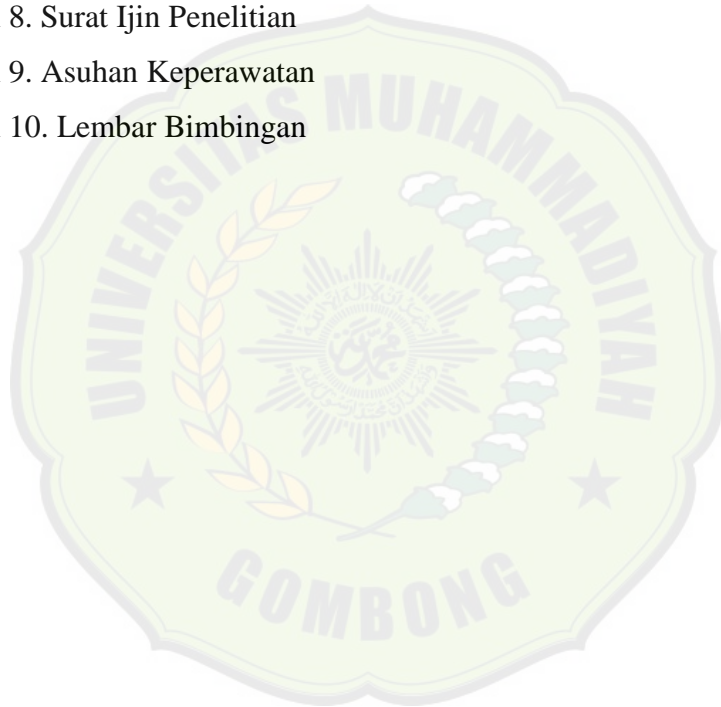 8. Surat Ijin Penelitian
9. Asuhan Keperawatan
10. Lembar Bimbingan
UNIVERSITAS MUHAMMADIYAH
GOMBONG